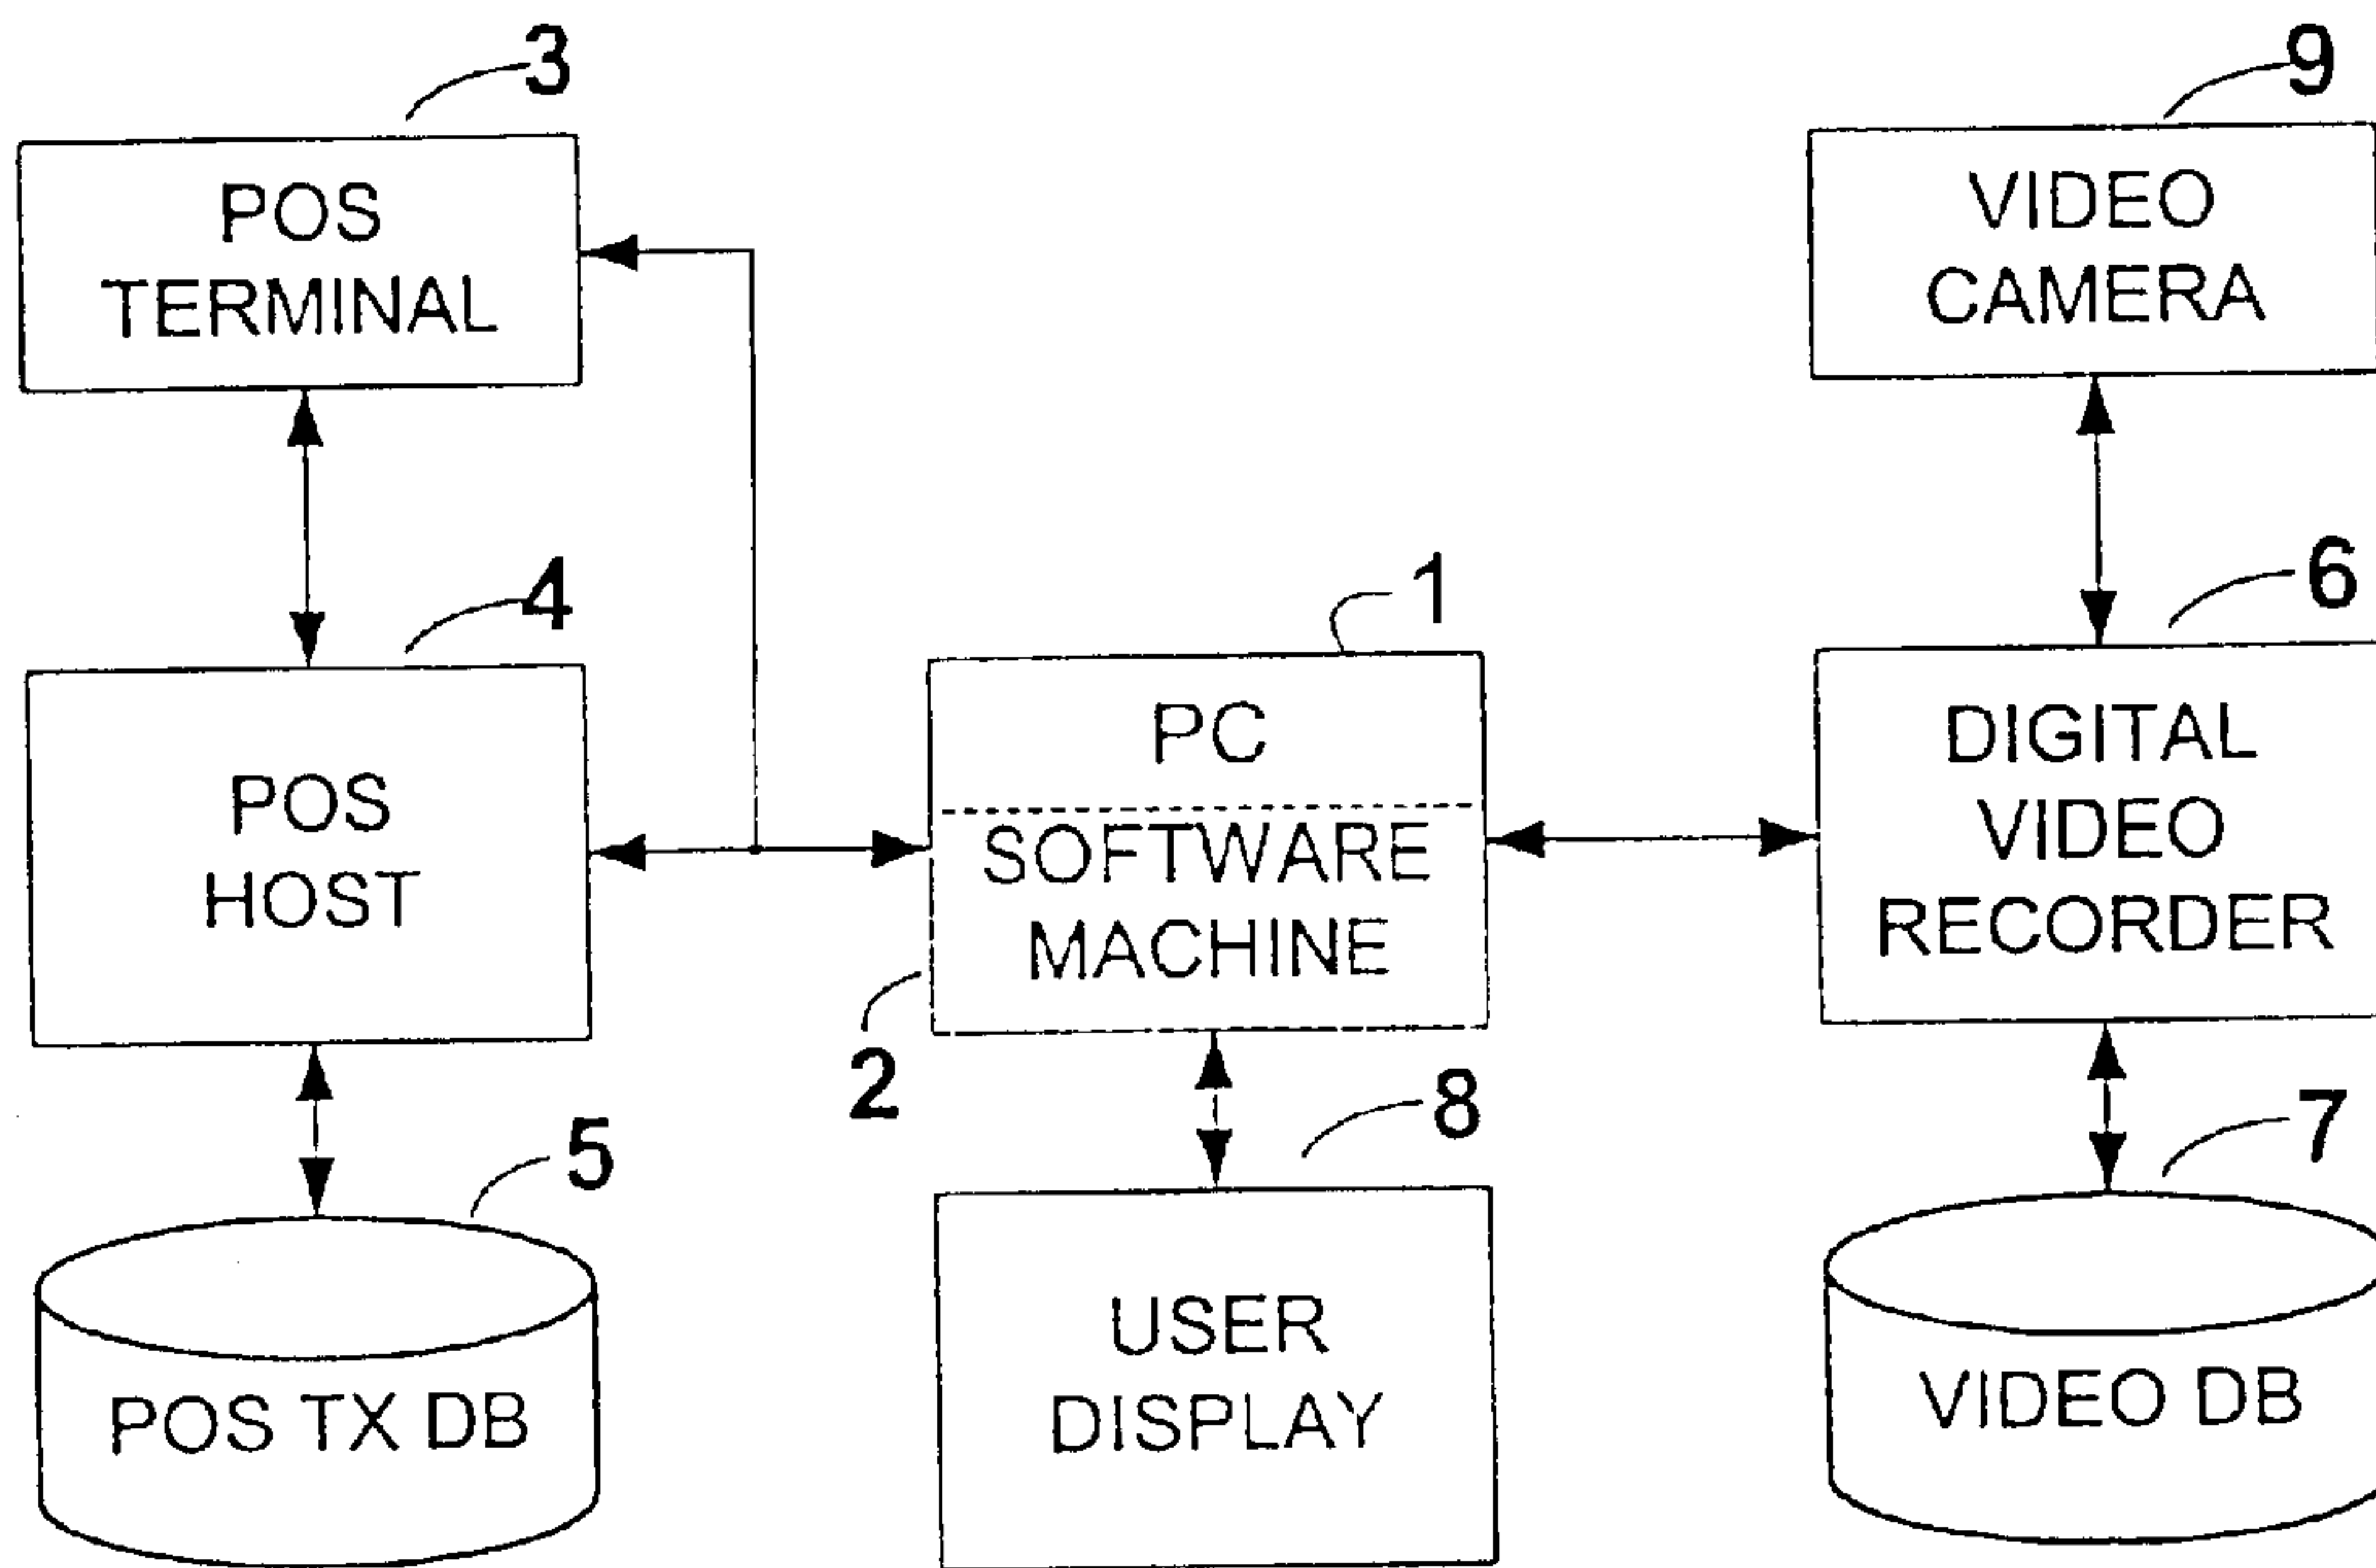 3
POS
TERMINAL
9
VIDEO
CAMERA
4
POS
HOST
1
PC
SOFTWARE
MACHINE
2
6
DIGITAL
VIDEO
RECORDER
5
POS TX DB
8
USER
DISPLAY
7
VIDEO DB